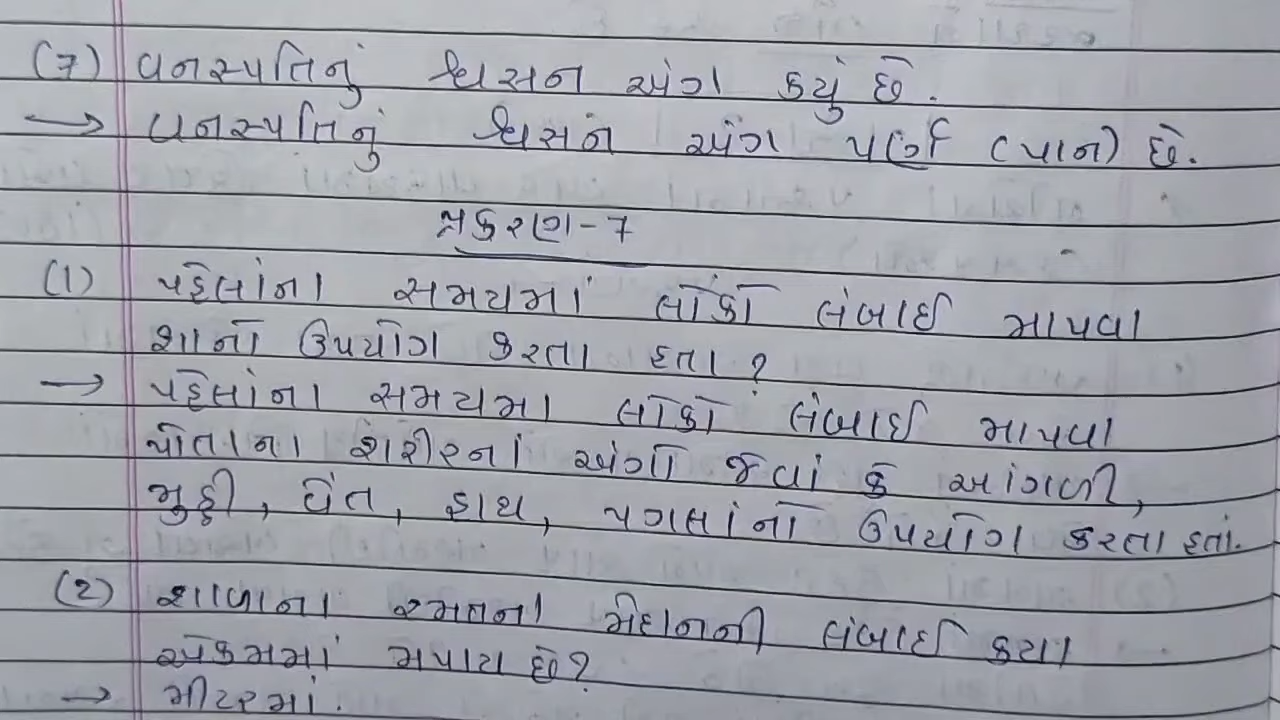 (7) વનસ્પતિનું શ્વસન અંગ કયું છે.
→ વનસ્પતિનું શ્વસન અંગ પર્ણ (પાન) છે.
પ્રકરણ-7
(1) પહેલાંના સમયમાં લોકો લંબાઈ માપવા
શાનો ઉપયોગ કરતા હતા?
→ પહેલાંના સમયમા લોકો લંબાઈ માપવા
પોતાના શરીરનાં અંગો જેવાં કે આંગળી,
મુઠ્ઠી, વેંત, હાથ, પગલાંનો ઉપયોગ કરતા હતાં.
(2) શાળાના રમતના મેદાનની લંબાઈ કયા
એકમમાં મપાય છે?
→ મીટરમાં.